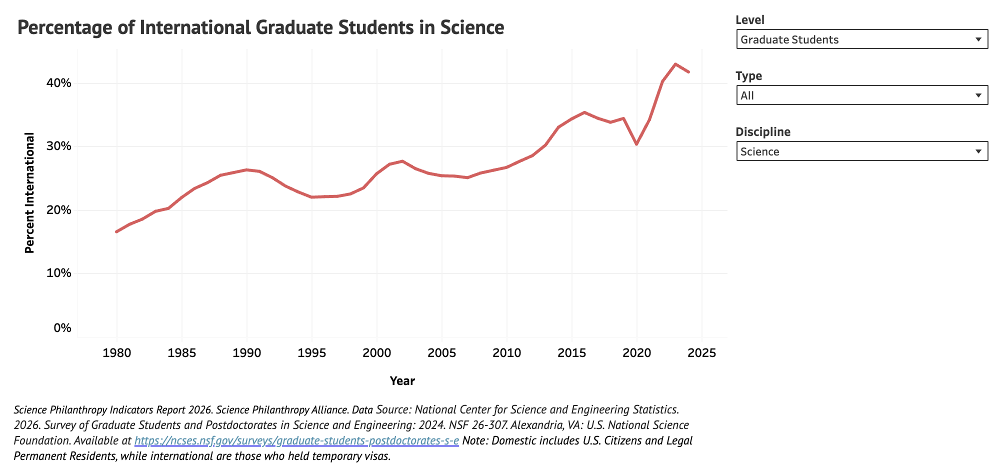 Percentage of International Graduate Students in Science
Level
Graduate Students
Type
All
Discipline
Science
Percent International
40%
30%
20%
10%
0%
1980 1985 1990 1995 2000 2005 2010 2015 2020 2025
Year
Science Philanthropy Indicators Report 2026. Science Philanthropy Alliance. Data Source: National Center for Science and Engineering Statistics.
2026. Survey of Graduate Students and Postdoctorates in Science and Engineering: 2024. NSF 26-307. Alexandria, VA: U.S. National Science
Foundation. Available at https://ncses.nsf.gov/surveys/graduate-students-postdoctorates-s-e Note: Domestic includes U.S. Citizens and Legal
Permanent Residents, while international are those who held temporary visas.